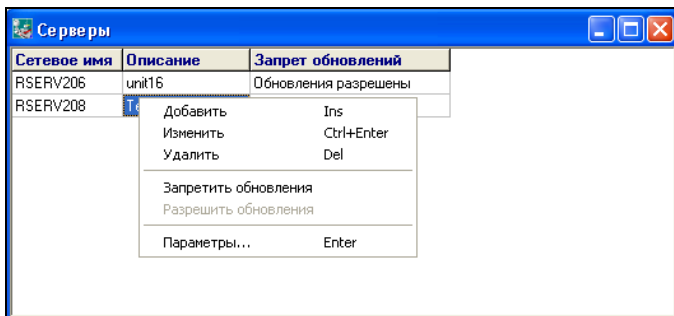 Серверы
Сетевое имя Описание Запрет обновлений
RSERV206 unit16 Обновления разрешены
RSERV208
Добавить Ins
Изменить Ctrl+Enter
Удалить Del
Запретить обновления
Разрешить обновления
Параметры... Enter